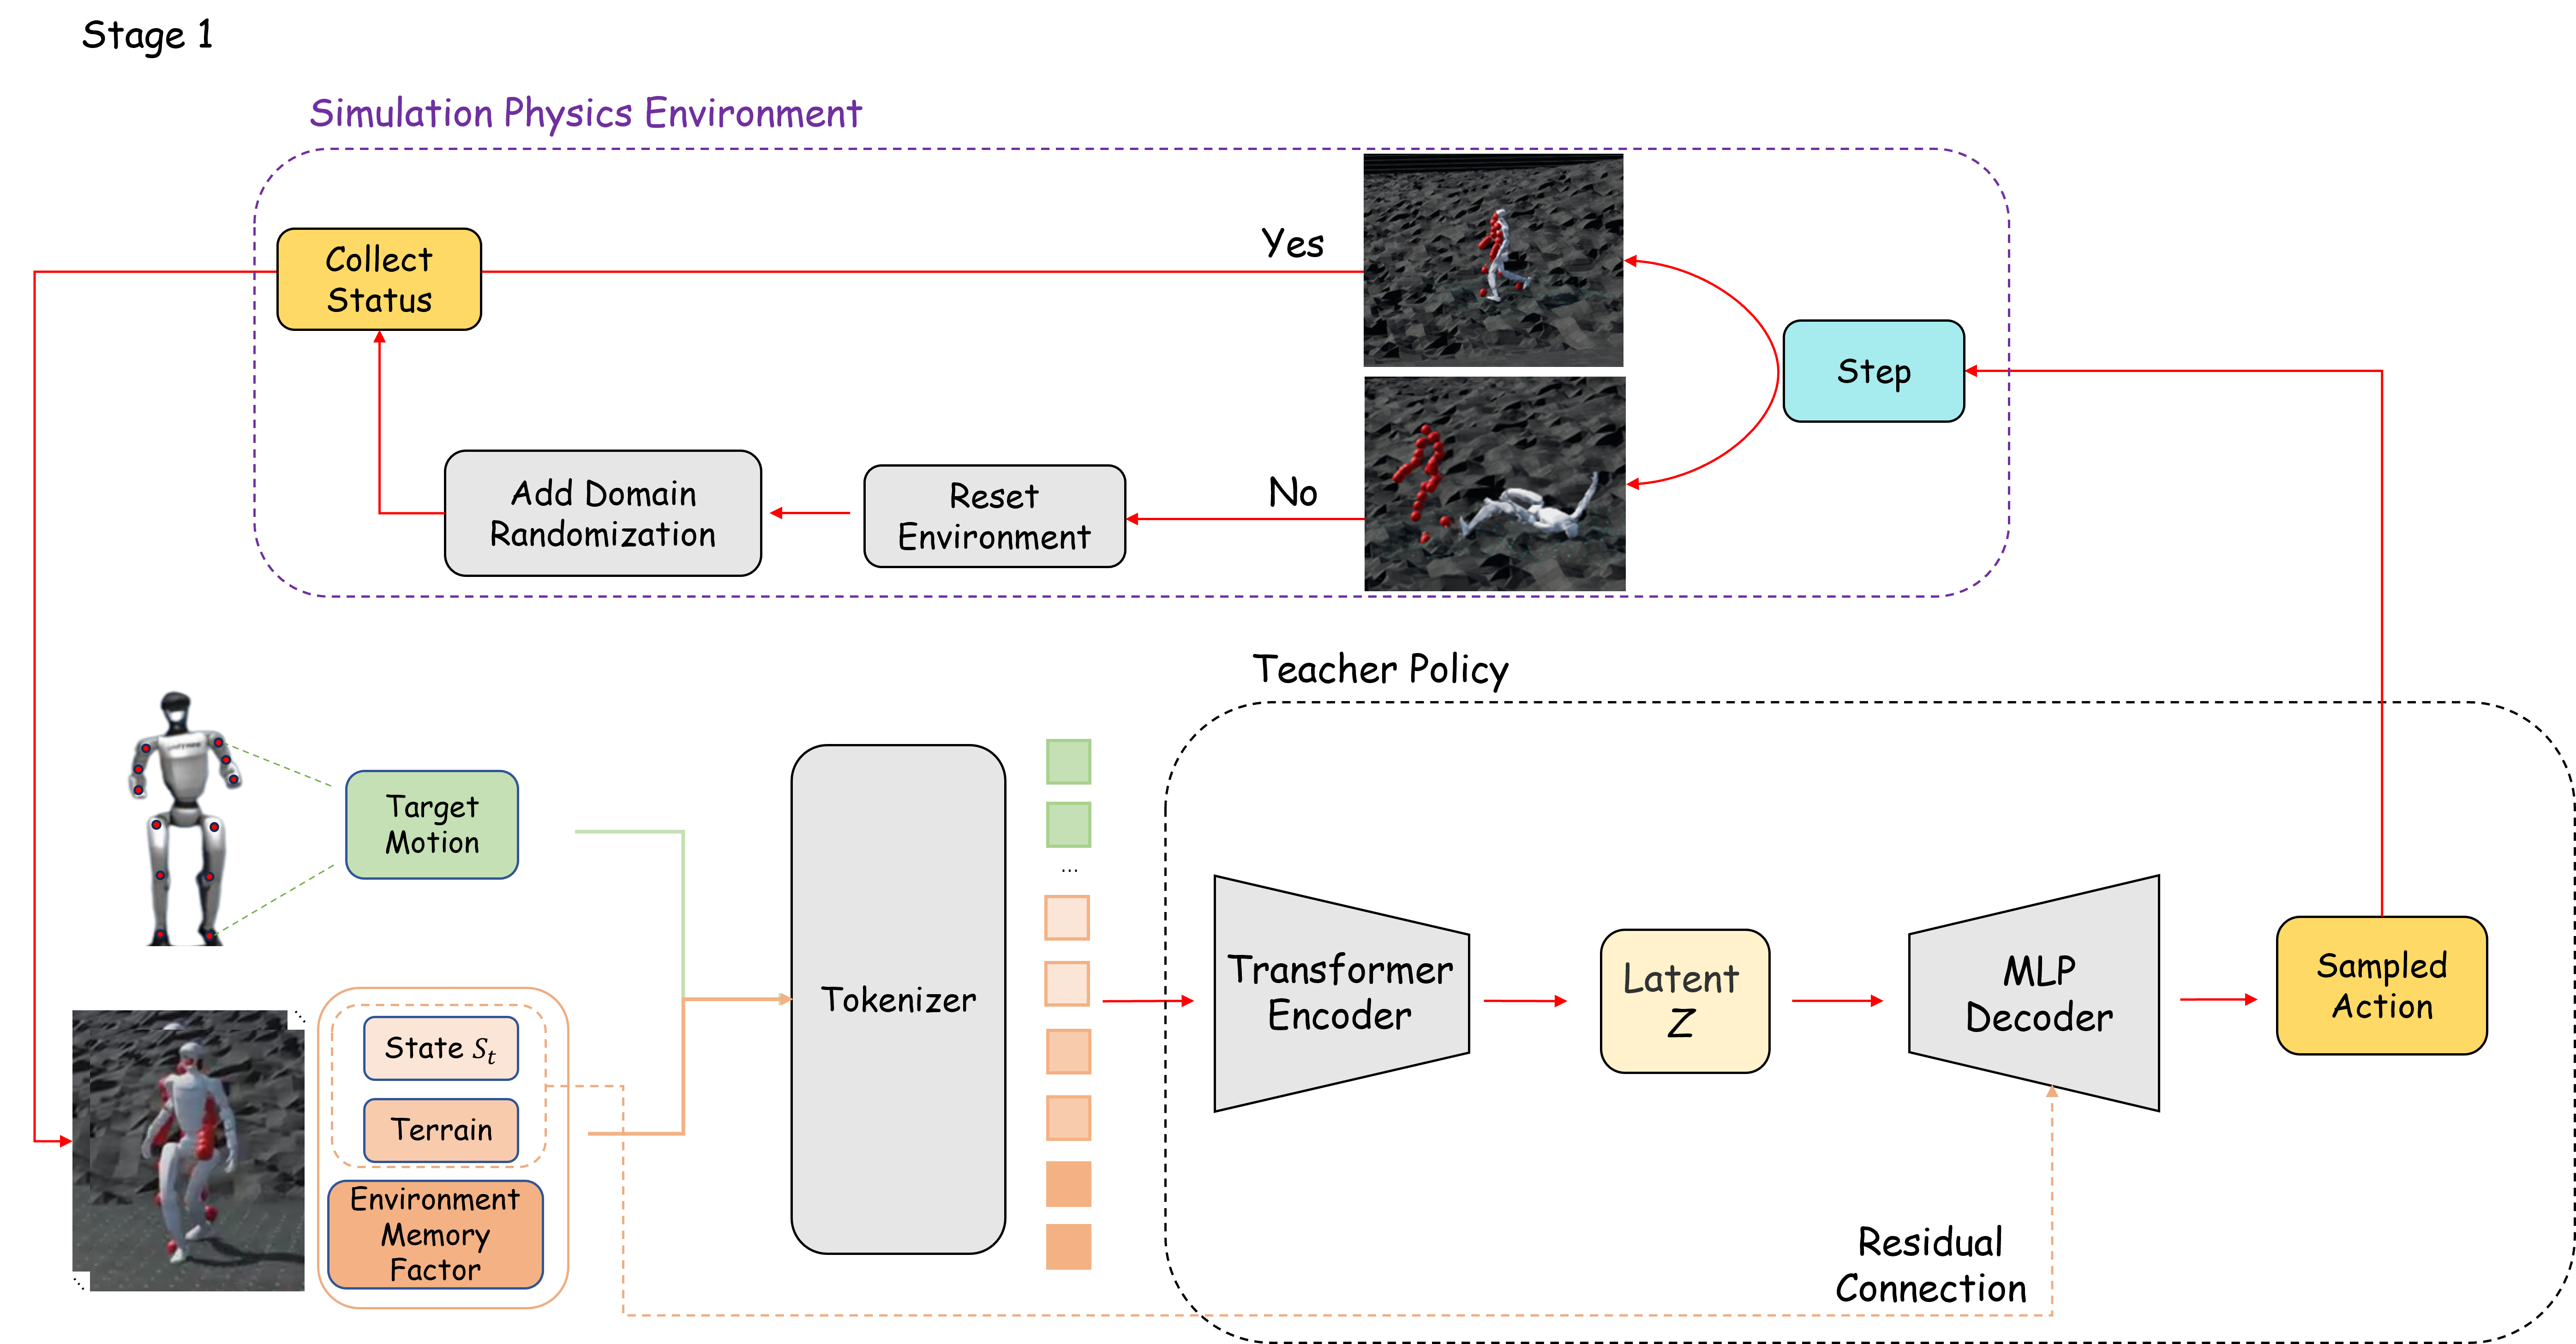 Stage 1
Simulation Physics Environment
Collect
Status
Yes
Step
Add Domain
Randomization
Reset
Environment
No
Teacher Policy
Target
Motion
...
Tokenizer
Transformer
Encoder
Latent
Z
MLP
Decoder
Sampled
Action
State S_t
Terrain
Environment
Memory
Factor
Residual
Connection